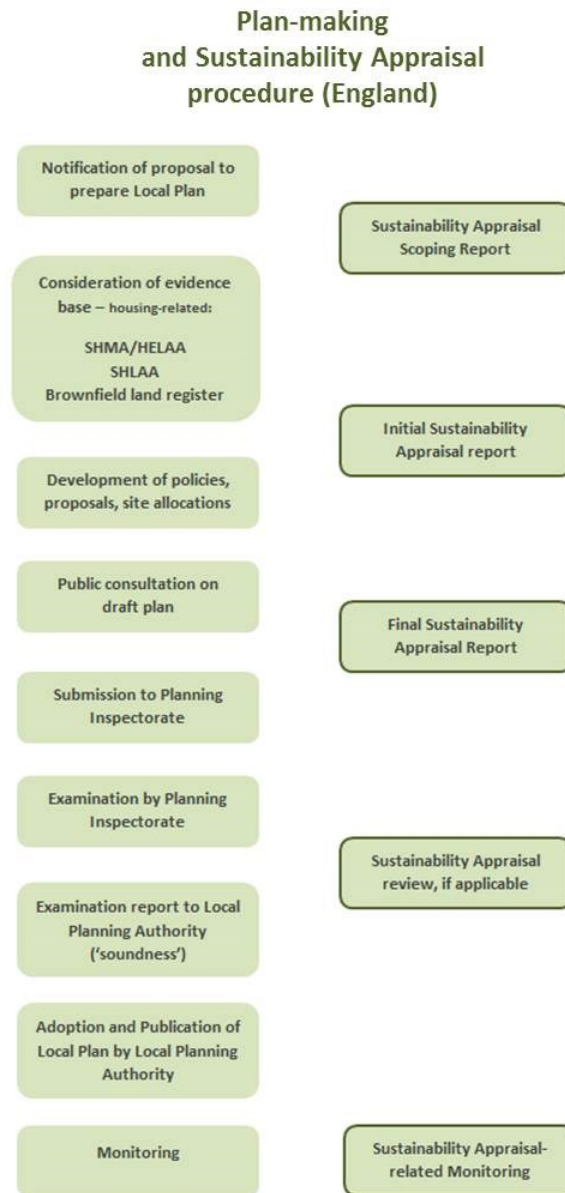 Plan-making
and Sustainability Appraisal
procedure (England)
Notification of proposal to
prepare Local Plan
Sustainability Appraisal
Scoping Report
Consideration of evidence
base – housing-related:
SHMA/HELAA
SHLAA
Brownfield land register
Initial Sustainability
Appraisal report
Development of policies,
proposals, site allocations
Public consultation on
draft plan
Final Sustainability
Appraisal Report
Submission to Planning
Inspectorate
Examination by Planning
Inspectorate
Sustainability Appraisal
review, if applicable
Examination report to Local
Planning Authority
(‘soundness’)
Adoption and Publication of
Local Plan by Local Planning
Authority
Monitoring
Sustainability Appraisal-
related Monitoring